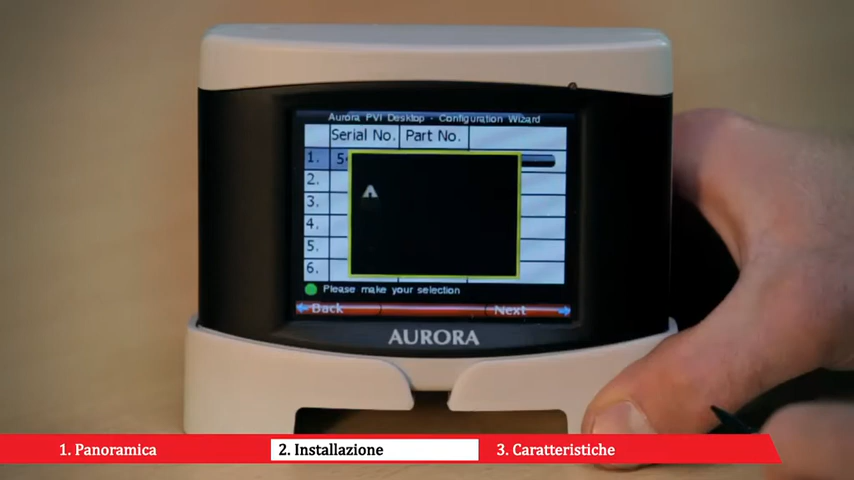 Aurora PVI Desktop - Configuration Wizard
Serial No. Part No.
1. 5
2.
3.
4.
5.
6.
A
Please make your selection
Back Next
AURORA
1. Panoramica 2. Installazione 3. Caratteristiche